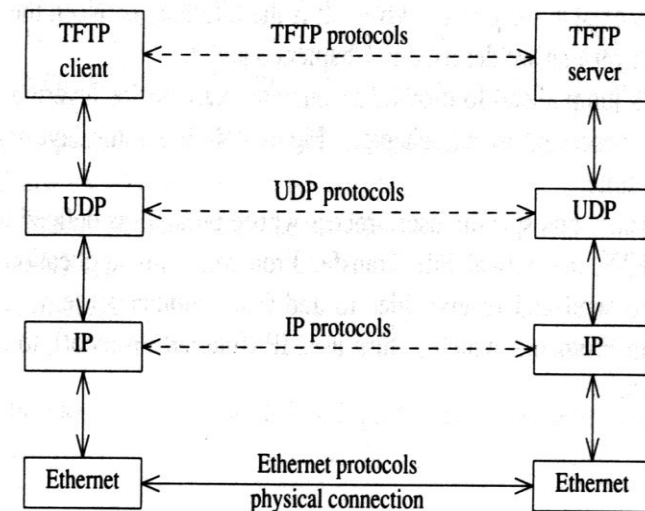 TFTP client
TFTP protocols
TFTP server
UDP
UDP protocols
UDP
IP
IP protocols
IP
Ethernet
Ethernet protocols
physical connection
Ethernet